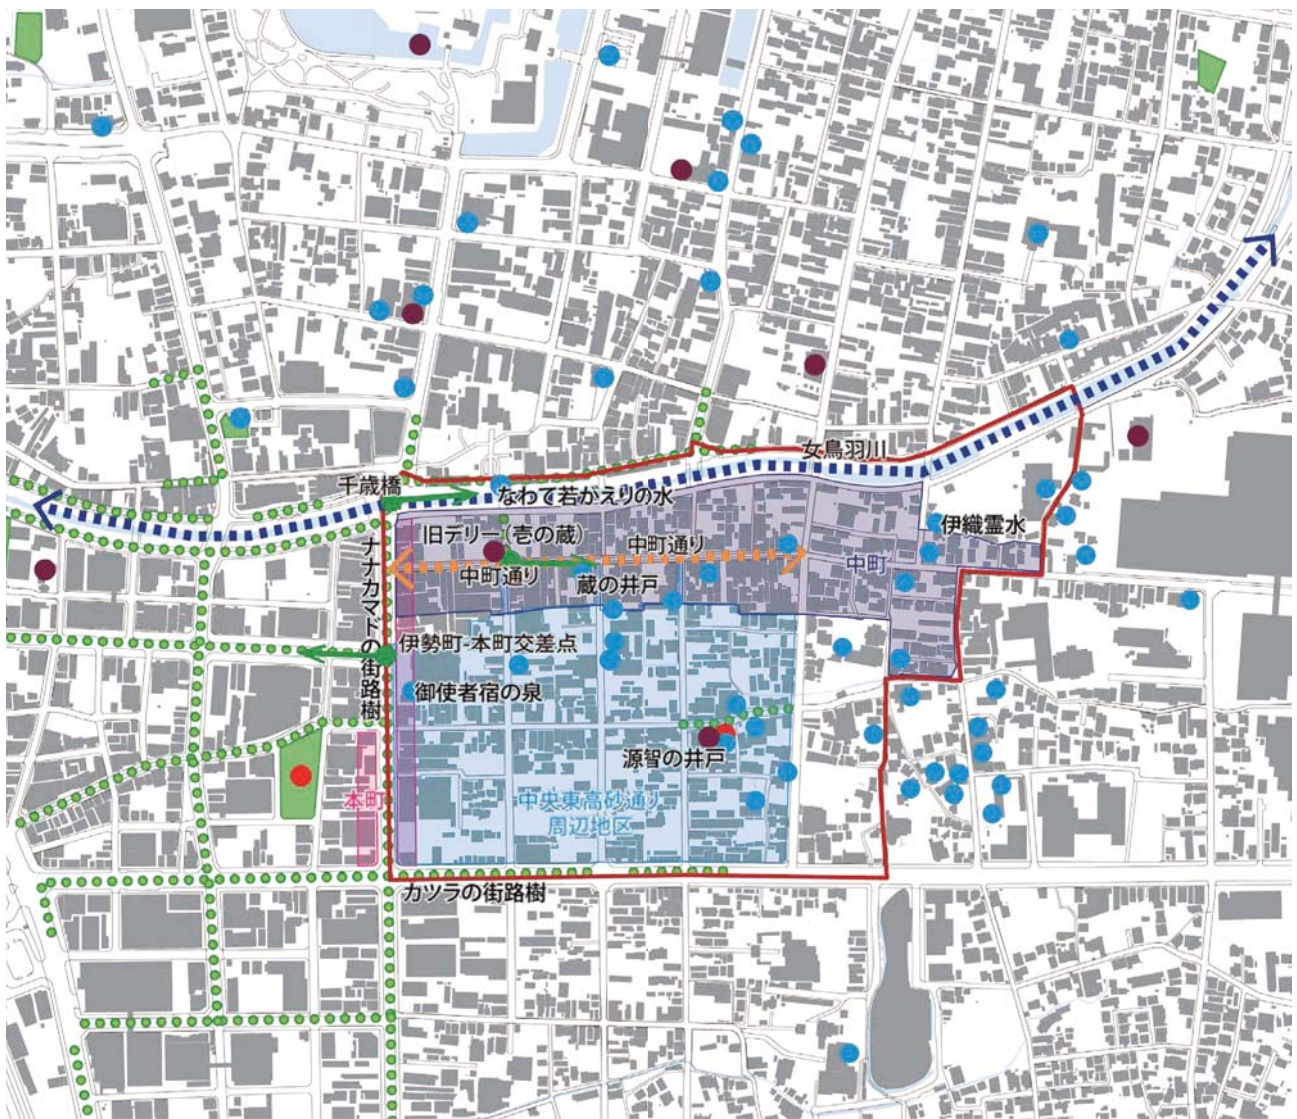 女鳥羽川
千歳橋
なわて若がえりの水
旧デリー(壱の蔵)
中町通り
伊織霊水
中町
中町通り
蔵の井戸
ナナカマドの街路樹
伊勢町-本町交差点
御使者宿の泉
源智の井戸
本町
中央東高砂通り
周辺地区
カツラの街路樹